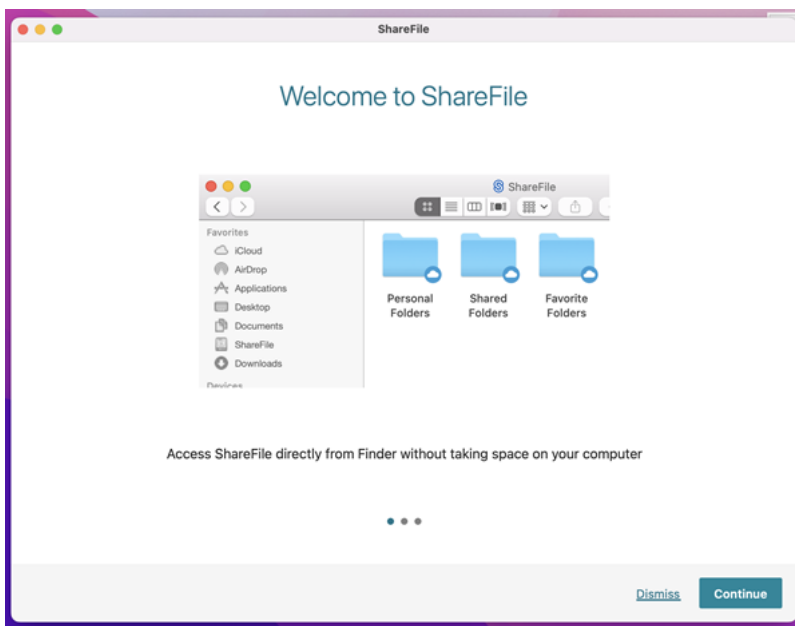 ShareFile
Welcome to ShareFile
ShareFile
Favorites
iCloud
AirDrop
Applications
Desktop
Documents
ShareFile
Downloads
Devices
Personal
Folders
Shared
Folders
Favorite
Folders
Access ShareFile directly from Finder without taking space on your computer
Dismiss
Continue